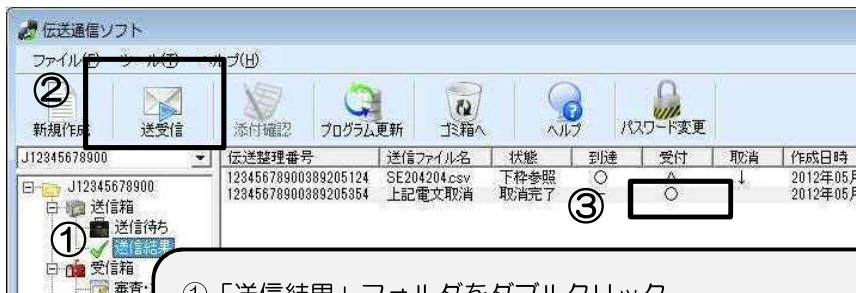 伝送通信ソフト
ファイル(F) ツール(T) ヘルプ(H)
②
新規作成 送受信 添付確認 プログラム更新 ゴミ箱へ ヘルプ パスワード変更
J12345678900
伝送整理番号 送信ファイル名 状態 到達 受付 取消 作成日時
12345678900389205124 SE204204.csv 下枠参照 ○ △ ↓ 2012年05月
12345678900389205354 上記電文取消 取消完了 ○ 2012年05月
③
J12345678900
送信箱
送信待ち
① 送信結果
受信箱
審査
①「送信結果」フォルダをダブルクリック